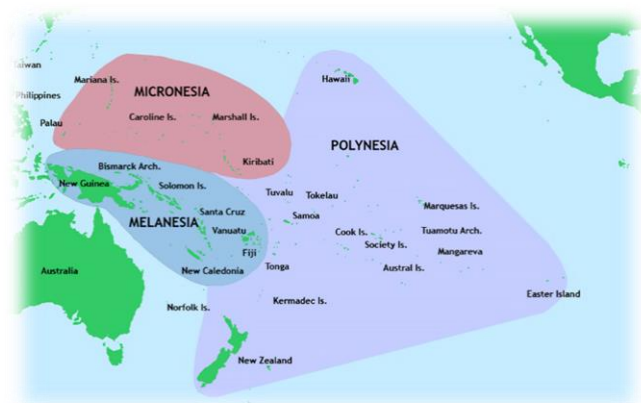 Taiwan
Philippines
Palau
Mariana Is.
MICRONESIA
Caroline Is.
Marshall Is.
Kiribati
Hawaii
POLYNESIA
Bismarck Arch.
New Guinea
Solomon Is.
Santa Cruz
MELANESIA
Vanuatu
Fiji
New Caledonia
Tuvalu
Tokelau
Samoa
Cook Is.
Society Is.
Marquesas Is.
Tuamotu Arch.
Mangareva
Austral Is.
Tonga
Australia
Norfolk Is.
Kermadec Is.
Easter Island
New Zealand